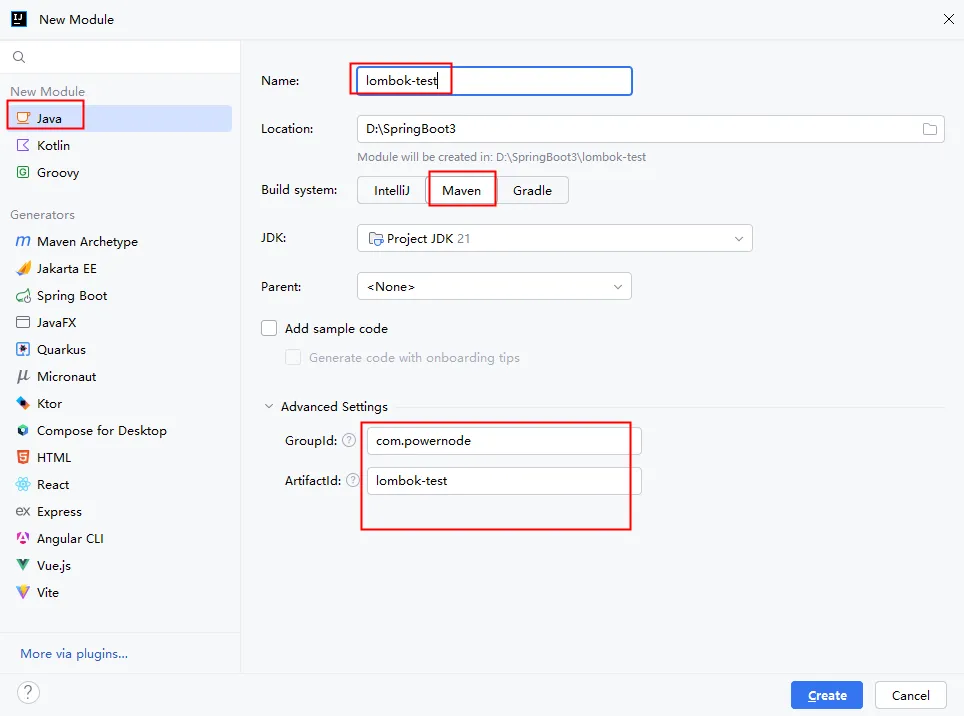 New Module
New Module
Java
Kotlin
Groovy
Generators
Maven Archetype
Jakarta EE
Spring Boot
JavaFX
Quarkus
Micronaut
Ktor
Compose for Desktop
HTML
React
Express
Angular CLI
Vue.js
Vite
More via plugins...
Name: lombok-test
Location: D:\SpringBoot3
Module will be created in: D:\SpringBoot3\lombok-test
Build system: IntelliJ Maven Gradle
JDK: Project JDK 21
Parent: <None>
Add sample code
Generate code with onboarding tips
Advanced Settings
GroupId: ? com.powernode
ArtifactId: ? lombok-test
? Create Cancel